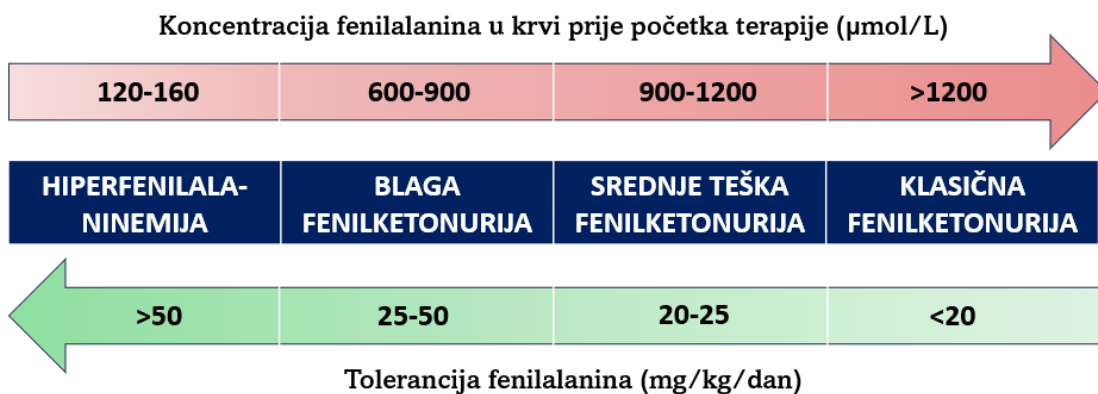 Koncentracija fenilalanina u krvi prije početka terapije (µmol/L)
120-160 600-900 900-1200 >1200
HIPERFENILALA- BLAGA SREDNJE TEŠKA KLASIČNA
NINEMIJA FENILKETONURIJA FENILKETONURIJA FENILKETONURIJA
>50 25-50 20-25 <20
Tolerancija fenilalanina (mg/kg/dan)